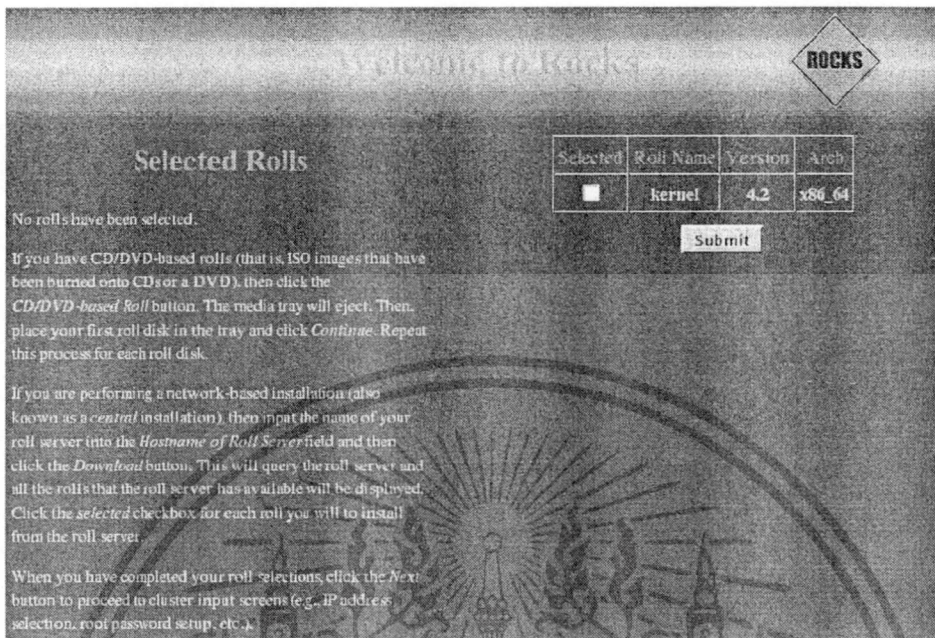 Welcome to Rocks
ROCKS
Selected Rolls
No rolls have been selected.
If you have CD/DVD-based rolls (that is, ISO images that have
been burned onto CDs or a DVD), then click the
CD/DVD-based Roll button. The media tray will eject. Then,
place your first roll disk in the tray and click Continue. Repeat
this process for each roll disk.
If you are performing a network-based installation (also
known as a central installation), then input the name of your
roll server into the Hostname of Roll Server field and then
click the Download button. This will query the roll server and
all the rolls that the roll server has available will be displayed.
Click the selected checkbox for each roll you will to install
from the roll server.
When you have completed your roll selections, click the Next
button to proceed to cluster input screens (e.g., IP address
selection, root password setup, etc.).
Selected Roll Name Version Arch
kernel 4.2 x86_64
Submit